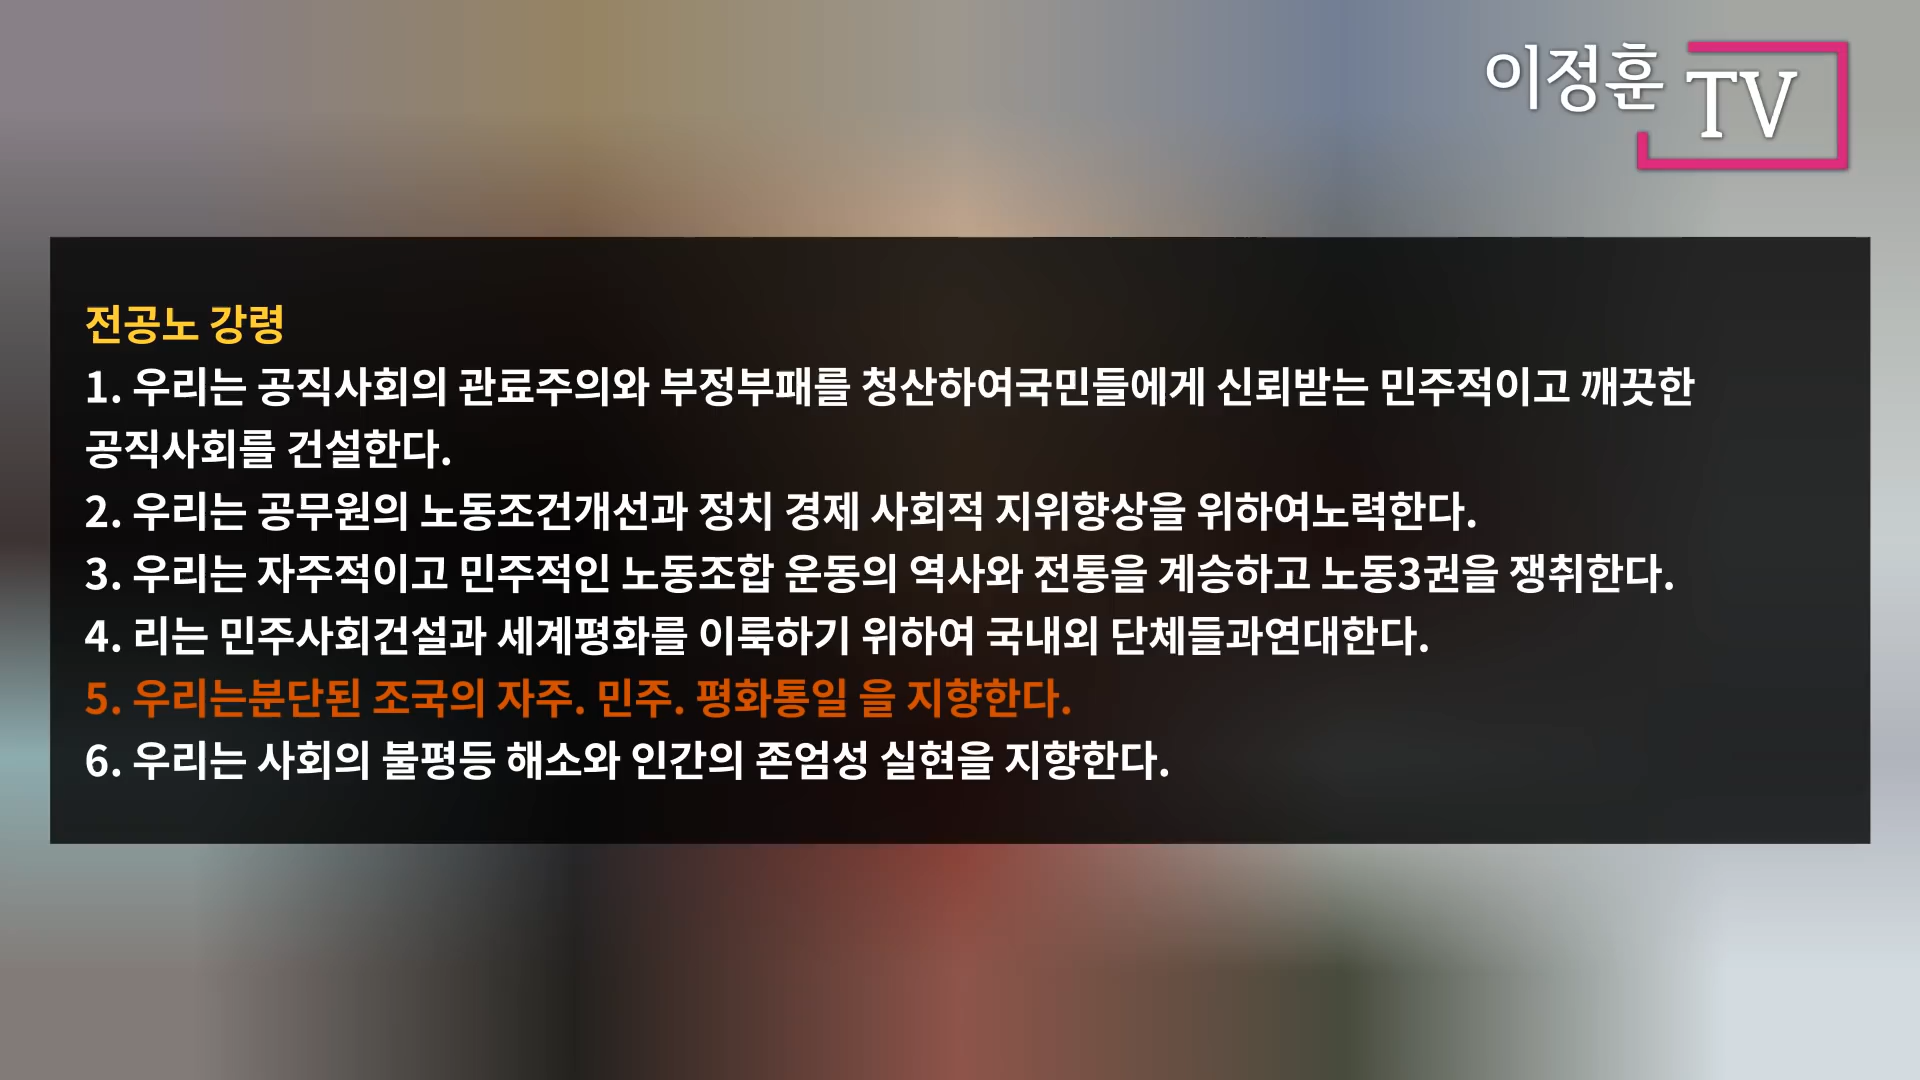 이정훈 TV
전공노 강령
1. 우리는 공직사회의 관료주의와 부정부패를 청산하여국민들에게 신뢰받는 민주적이고 깨끗한
공직사회를 건설한다.
2. 우리는 공무원의 노동조건개선과 정치 경제 사회적 지위향상을 위하여노력한다.
3. 우리는 자주적이고 민주적인 노동조합 운동의 역사와 전통을 계승하고 노동3권을 쟁취한다.
4. 리는 민주사회건설과 세계평화를 이룩하기 위하여 국내외 단체들과연대한다.
5. 우리는분단된 조국의 자주. 민주. 평화통일 을 지향한다.
6. 우리는 사회의 불평등 해소와 인간의 존엄성 실현을 지향한다.